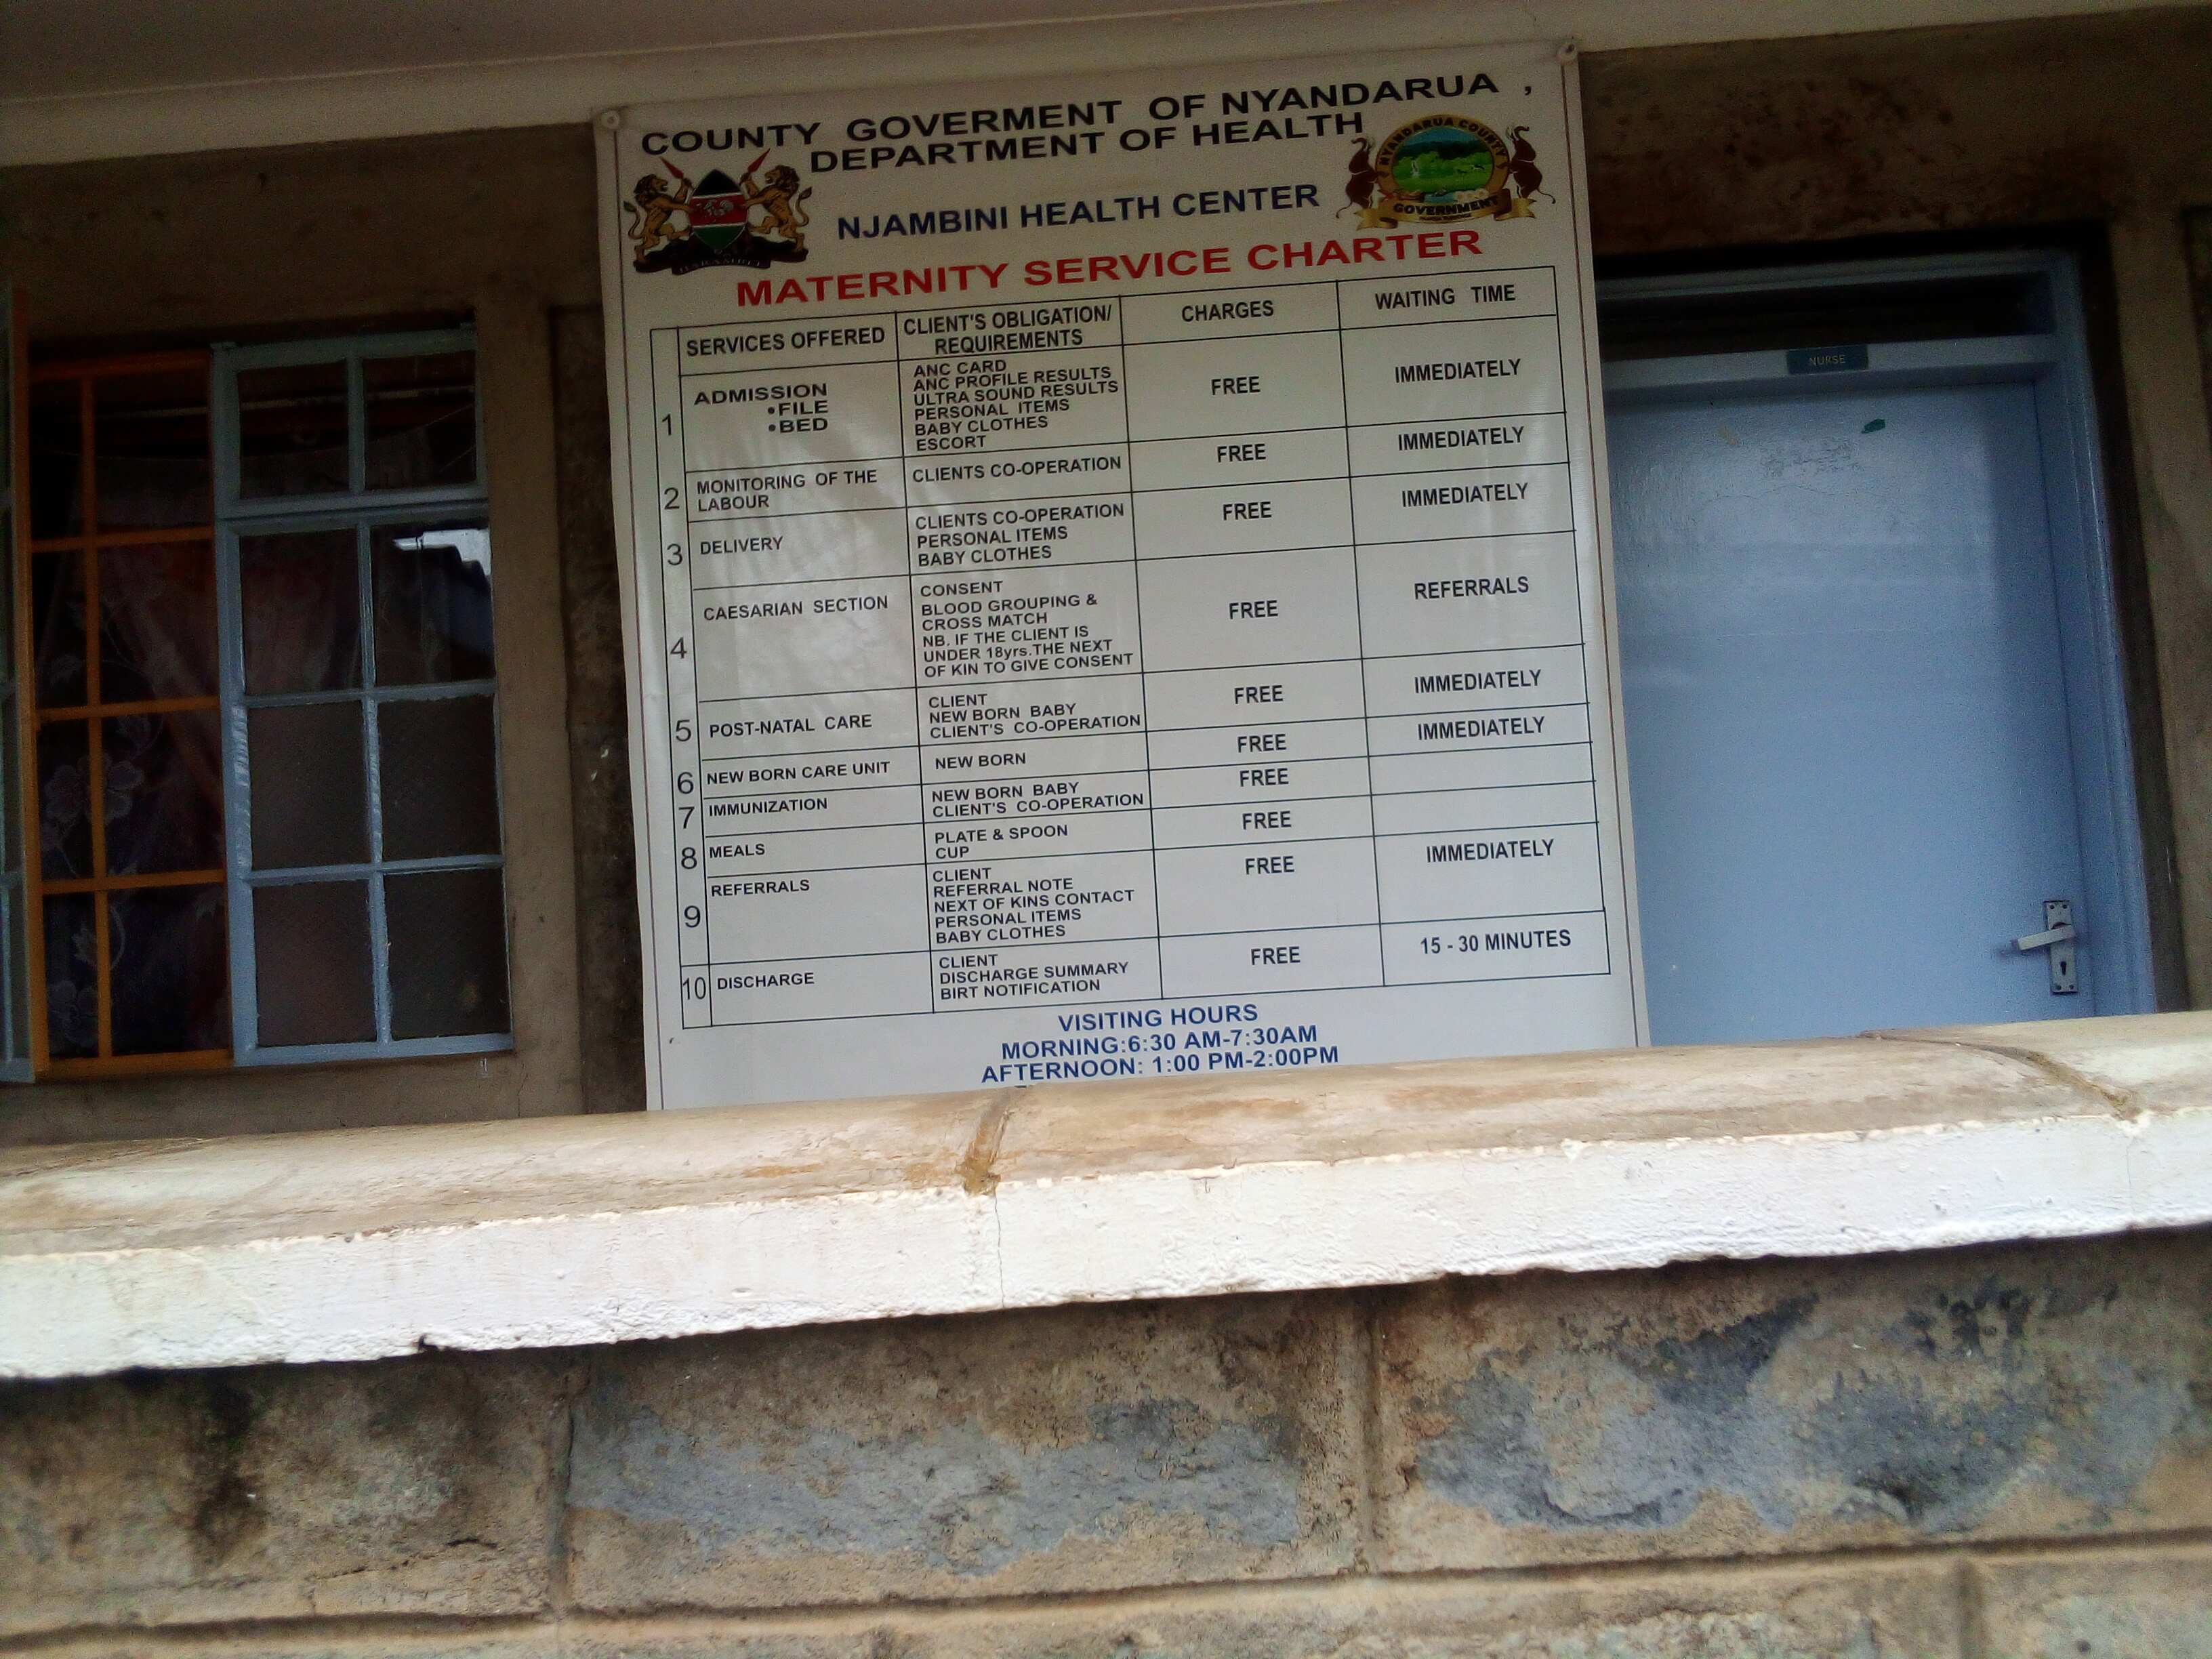 COUNTY GOVERMENT OF NYANDARUA ,
DEPARTMENT OF HEALTH
NYANDARUA COUNTY
GOVERNMENT
HARAMBEE
NJAMBINI HEALTH CENTER
MATERNITY SERVICE CHARTER
SERVICES OFFERED
CLIENT'S OBLIGATION/
REQUIREMENTS
CHARGES
WAITING TIME
1
ADMISSION
•FILE
•BED
ANC CARD
ANC PROFILE RESULTS
ULTRA SOUND RESULTS
PERSONAL ITEMS
BABY CLOTHES
ESCORT
FREE
IMMEDIATELY
2
MONITORING OF THE
LABOUR
CLIENTS CO-OPERATION
FREE
IMMEDIATELY
3
DELIVERY
CLIENTS CO-OPERATION
PERSONAL ITEMS
BABY CLOTHES
FREE
IMMEDIATELY
4
CAESARIAN SECTION
CONSENT
BLOOD GROUPING &
CROSS MATCH
NB. IF THE CLIENT IS
UNDER 18yrs.THE NEXT
OF KIN TO GIVE CONSENT
FREE
REFERRALS
5
POST-NATAL CARE
CLIENT
NEW BORN BABY
CLIENT'S CO-OPERATION
FREE
IMMEDIATELY
6
NEW BORN CARE UNIT
NEW BORN
FREE
IMMEDIATELY
7
IMMUNIZATION
NEW BORN BABY
CLIENT'S CO-OPERATION
FREE
8
MEALS
PLATE & SPOON
CUP
FREE
9
REFERRALS
CLIENT
REFERRAL NOTE
NEXT OF KINS CONTACT
PERSONAL ITEMS
BABY CLOTHES
FREE
IMMEDIATELY
10
DISCHARGE
CLIENT
DISCHARGE SUMMARY
BIRT NOTIFICATION
FREE
15 - 30 MINUTES
VISITING HOURS
MORNING:6:30 AM-7:30AM
AFTERNOON: 1:00 PM-2:00PM
NURSE